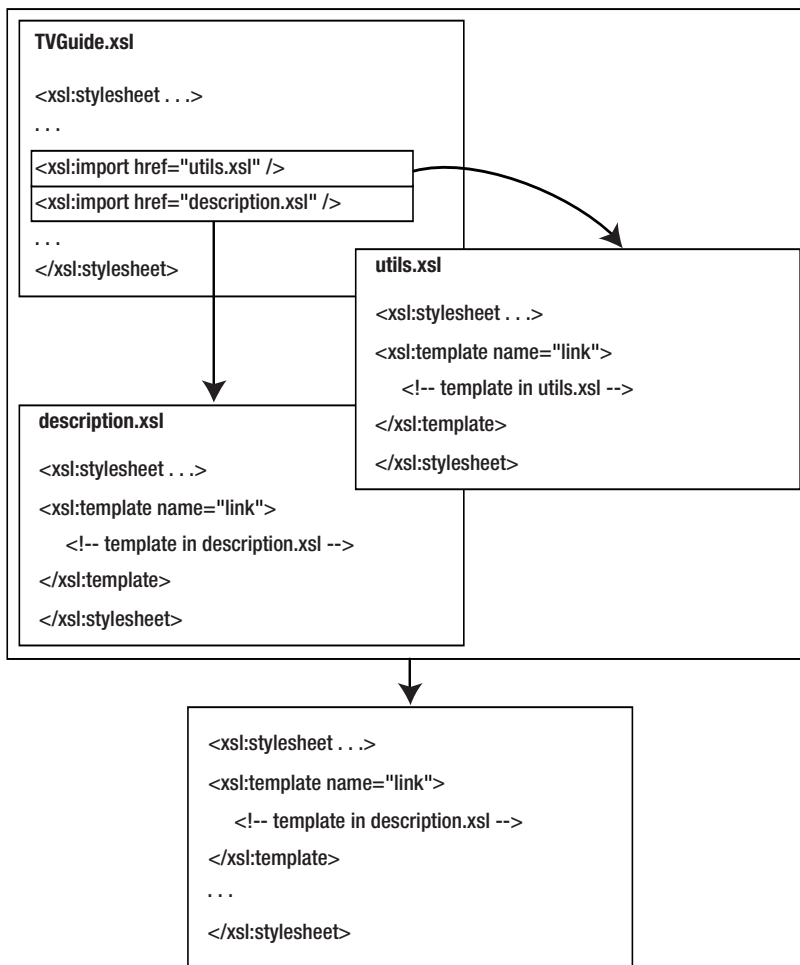 TVGuide.xsl
<xsl:stylesheet . . .>
. . .
<xsl:import href="utils.xsl" />
<xsl:import href="description.xsl" />
. . .
</xsl:stylesheet>
utils.xsl
<xsl:stylesheet . . .>
<xsl:template name="link">
<!-- template in utils.xsl -->
</xsl:template>
</xsl:stylesheet>
description.xsl
<xsl:stylesheet . . .>
<xsl:template name="link">
<!-- template in description.xsl -->
</xsl:template>
</xsl:stylesheet>
<xsl:stylesheet . . .>
<xsl:template name="link">
<!-- template in description.xsl -->
</xsl:template>
. . .
</xsl:stylesheet>